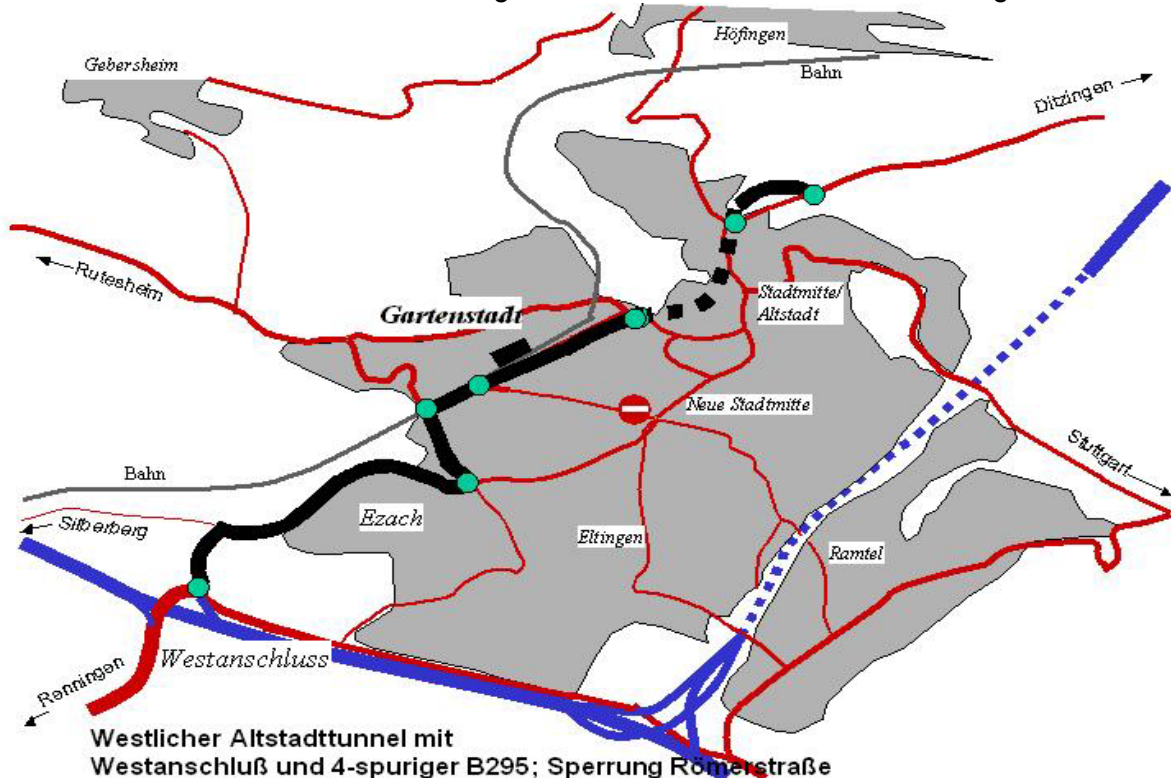 Höfingen
Gebersheim
Bahn
Ditzingen
Rutesheim
Stadtmitte/
Altstadt
Gartenstadt
Neue Stadtmitte
Stuttgart
Bahn
Silberberg
Ezach
Eltingen
Ramtel
Westanschluss
Renningen
Westlicher Altstadttunnel mit
Westanschluß und 4-spuriger B295; Sperrung Römerstraße